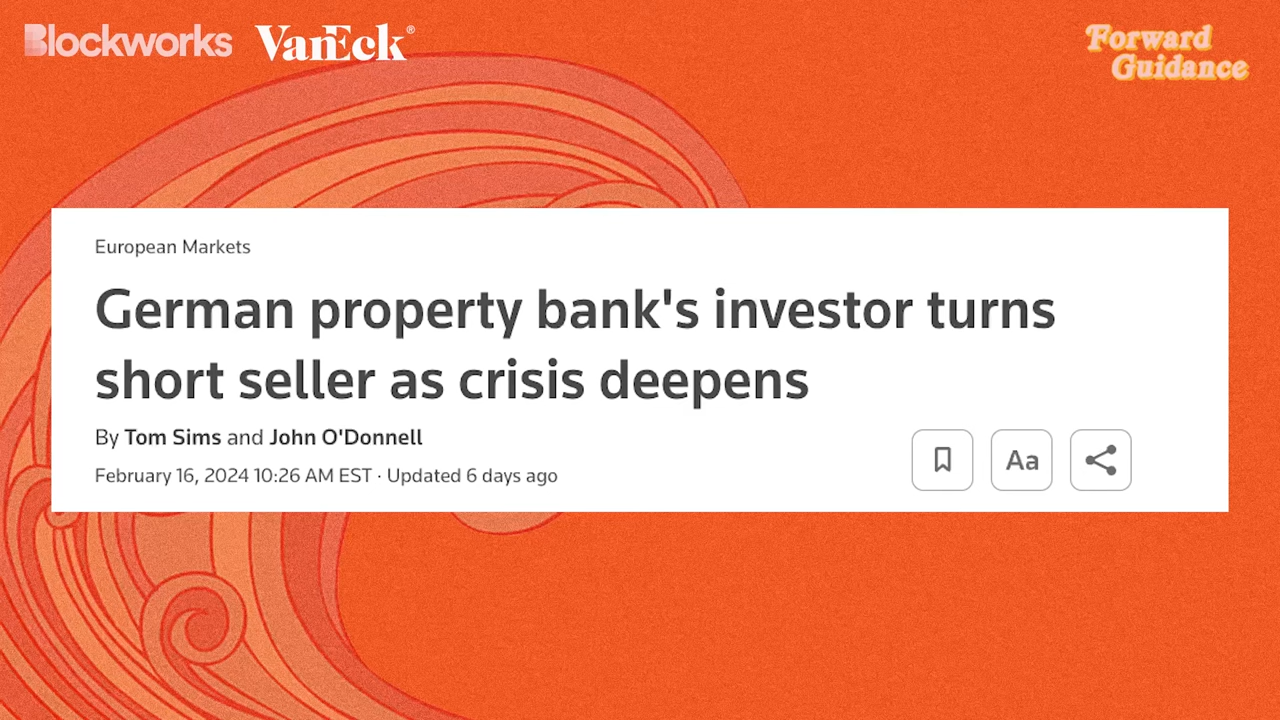 Blockworks VanEck®
Forward
Guidance
European Markets
German property bank's investor turns
short seller as crisis deepens
By Tom Sims and John O'Donnell
February 16, 2024 10:26 AM EST · Updated 6 days ago
Aa